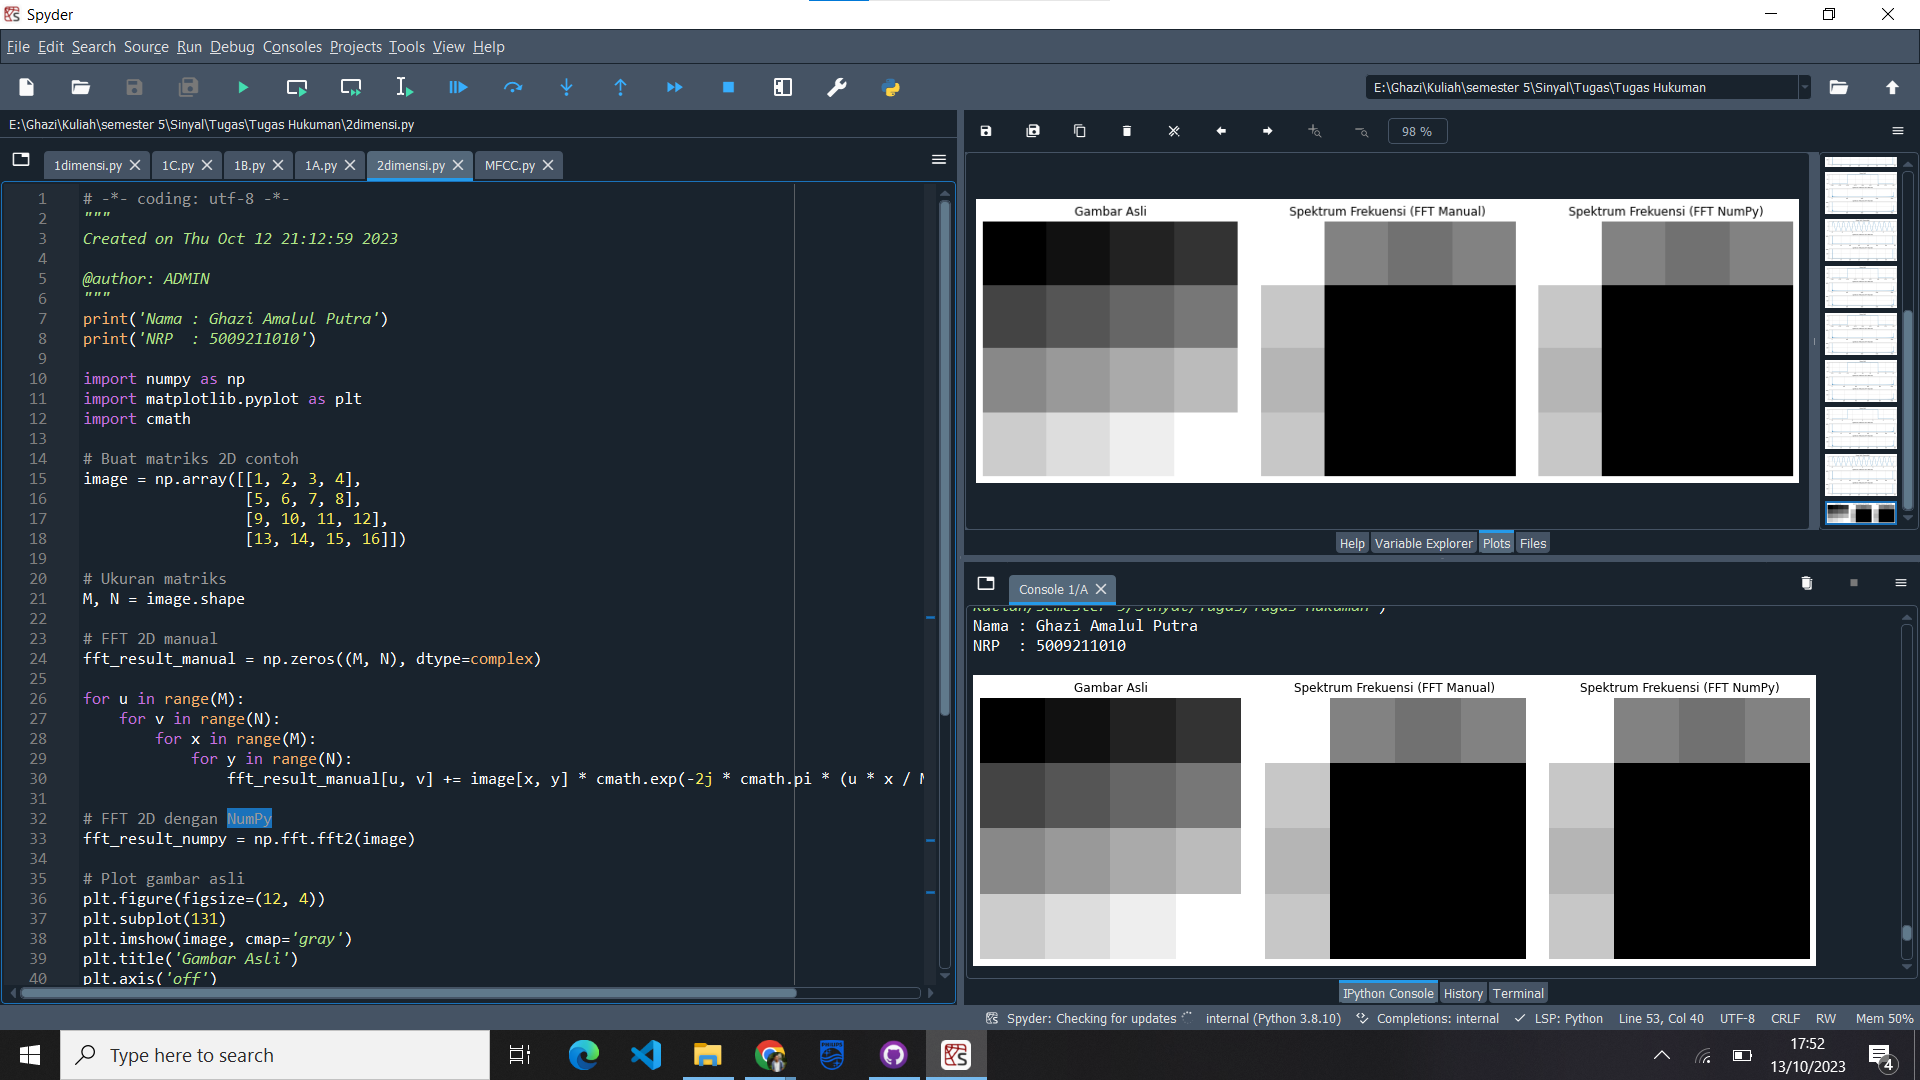 Spyder
File Edit Search Source Run Debug Consoles Projects Tools View Help
E:\Ghazi\Kuliah\semester 5\Sinyal\Tugas\Tugas Hukuman
E:\Ghazi\Kuliah\semester 5\Sinyal\Tugas\Tugas Hukuman\2dimensi.py
1dimensi.py 1C.py 1B.py 1A.py 2dimensi.py MFCC.py
1 # -*- coding: utf-8 -*-
2 """
3 Created on Thu Oct 12 21:12:59 2023
4
5 @author: ADMIN
6 """
7 print('Nama : Ghazi Amalul Putra')
8 print('NRP  : 5009211010')
9
10 import numpy as np
11 import matplotlib.pyplot as plt
12 import cmath
13
14 # Buat matriks 2D contoh
15 image = np.array([[1, 2, 3, 4],
16                   [5, 6, 7, 8],
17                   [9, 10, 11, 12],
18                   [13, 14, 15, 16]])
19
20 # Ukuran matriks
21 M, N = image.shape
22
23 # FFT 2D manual
24 fft_result_manual = np.zeros((M, N), dtype=complex)
25
26 for u in range(M):
27     for v in range(N):
28         for x in range(M):
29             for y in range(N):
30                 fft_result_manual[u, v] += image[x, y] * cmath.exp(-2j * cmath.pi * (u * x /
31
32 # FFT 2D dengan NumPy
33 fft_result_numpy = np.fft.fft2(image)
34
35 # Plot gambar asli
36 plt.figure(figsize=(12, 4))
37 plt.subplot(131)
38 plt.imshow(image, cmap='gray')
39 plt.title('Gambar Asli')
40 plt.axis('off')
98 %
Gambar Asli Spektrum Frekuensi (FFT Manual) Spektrum Frekuensi (FFT NumPy)
Help Variable Explorer Plots Files
Console 1/A
Kuliah/semester 5/Sinyal/Tugas/Tugas Hukuman')
Nama : Ghazi Amalul Putra
NRP  : 5009211010
Gambar Asli Spektrum Frekuensi (FFT Manual) Spektrum Frekuensi (FFT NumPy)
IPython Console History Terminal
Spyder: Checking for updates internal (Python 3.8.10) Completions: internal LSP: Python Line 53, Col 40 UTF-8 CRLF RW Mem 50%
Type here to search
PHILIPS
17:52
13/10/2023
4